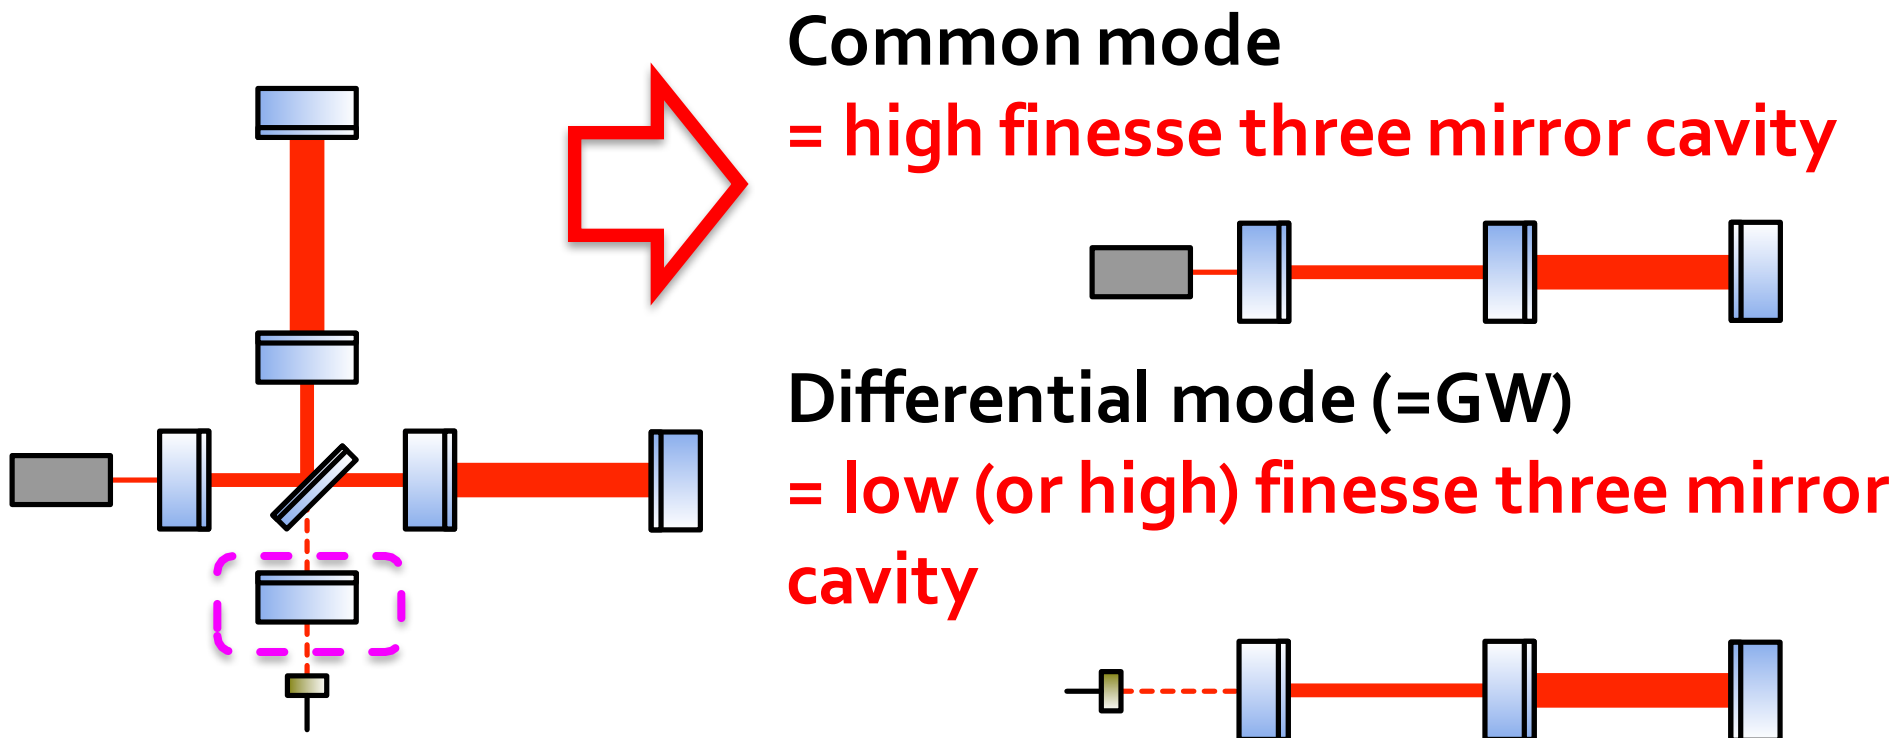 Common mode
= high finesse three mirror cavity
Differential mode (=GW)
= low (or high) finesse three mirror
cavity